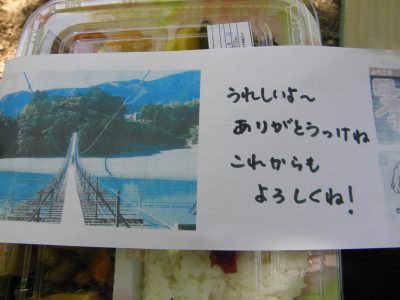 うれしいよ～
ありがとうっけね
これからも
よろしくね!